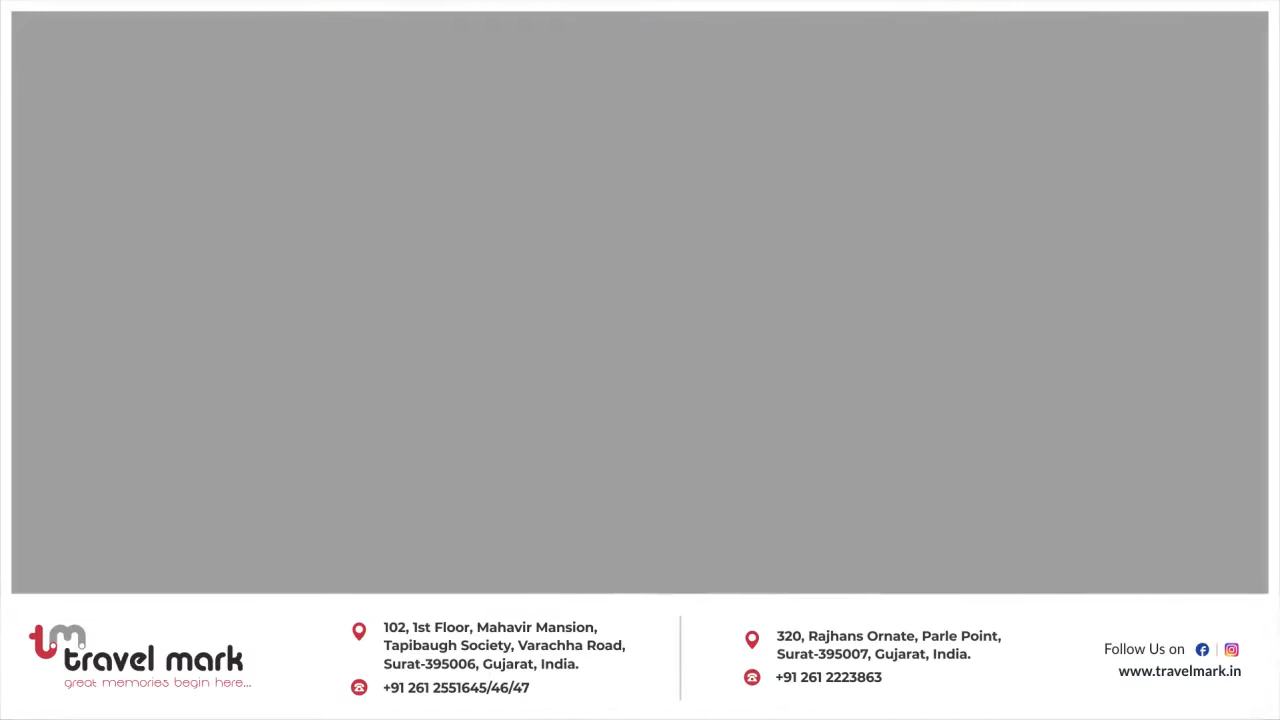 tm
travel mark
great memories begin here...
102, 1st Floor, Mahavir Mansion,
Tapibaugh Society, Varachha Road,
Surat-395006, Gujarat, India.
+91 261 2551645/46/47
320, Rajhans Ornate, Parle Point,
Surat-395007, Gujarat, India.
+91 261 2223863
Follow Us on
www.travelmark.in